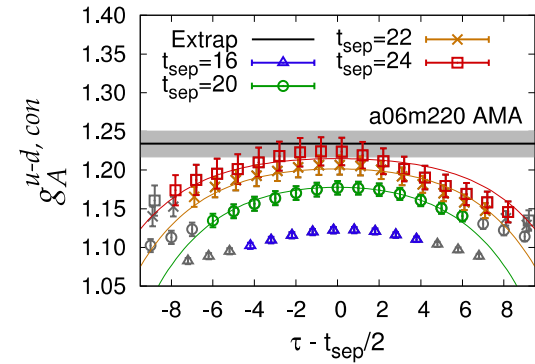 1.40
1.35
1.30
1.25
1.20
1.15
1.10
1.05
g_A^{u-d, con}
Extrap
t_sep=16
t_sep=20
t_sep=22
t_sep=24
a06m220 AMA
-8 -6 -4 -2 0 2 4 6 8
τ - t_sep/2